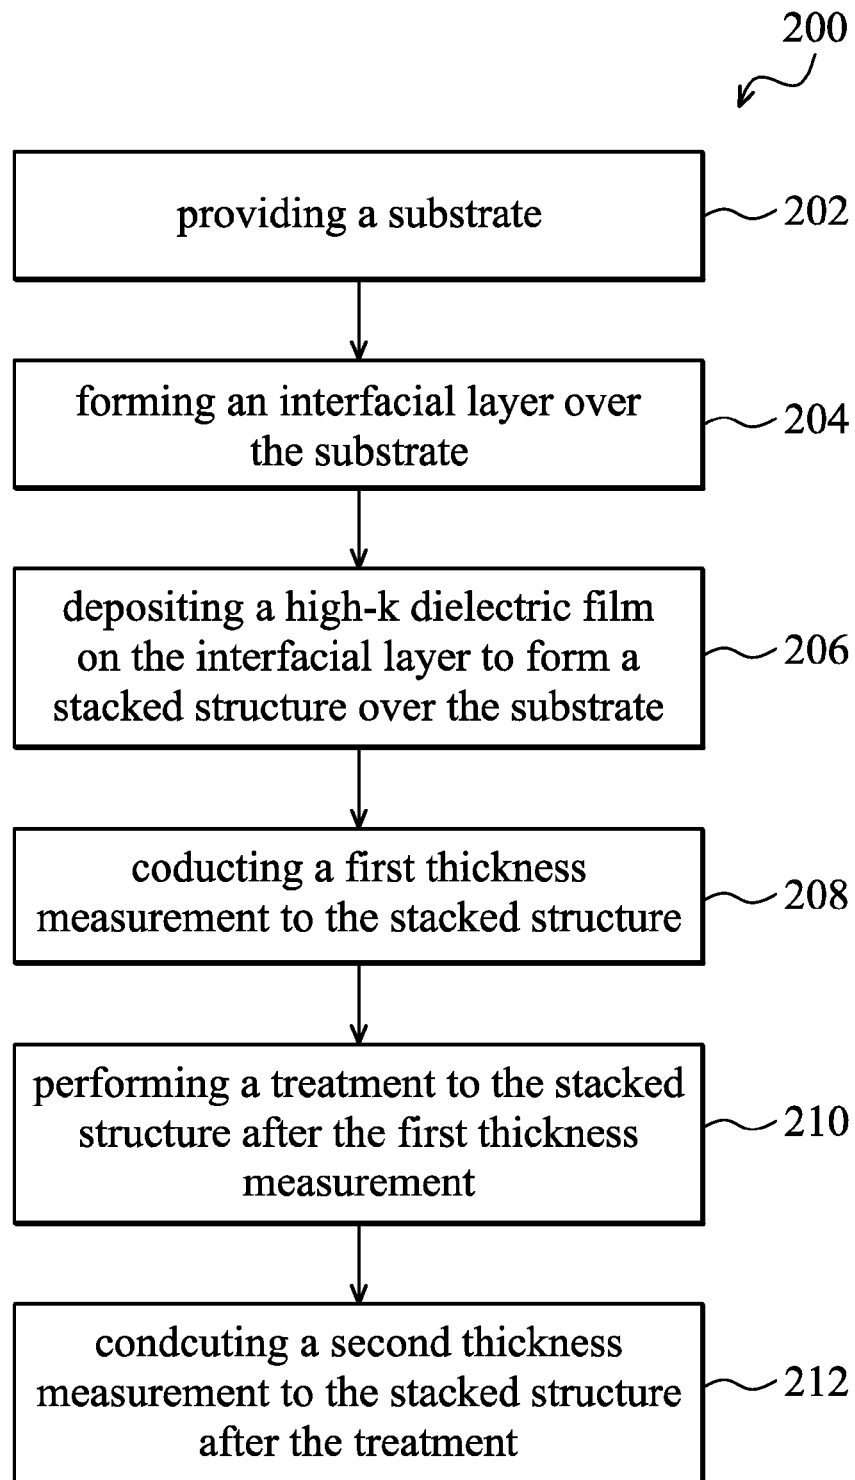 200
providing a substrate
202
forming an interfacial layer over
the substrate
204
depositing a high-k dielectric film
on the interfacial layer to form a
stacked structure over the substrate
206
coducting a first thickness
measurement to the stacked structure
208
performing a treatment to the stacked
structure after the first thickness
measurement
210
condcuting a second thickness
measurement to the stacked structure
after the treatment
212